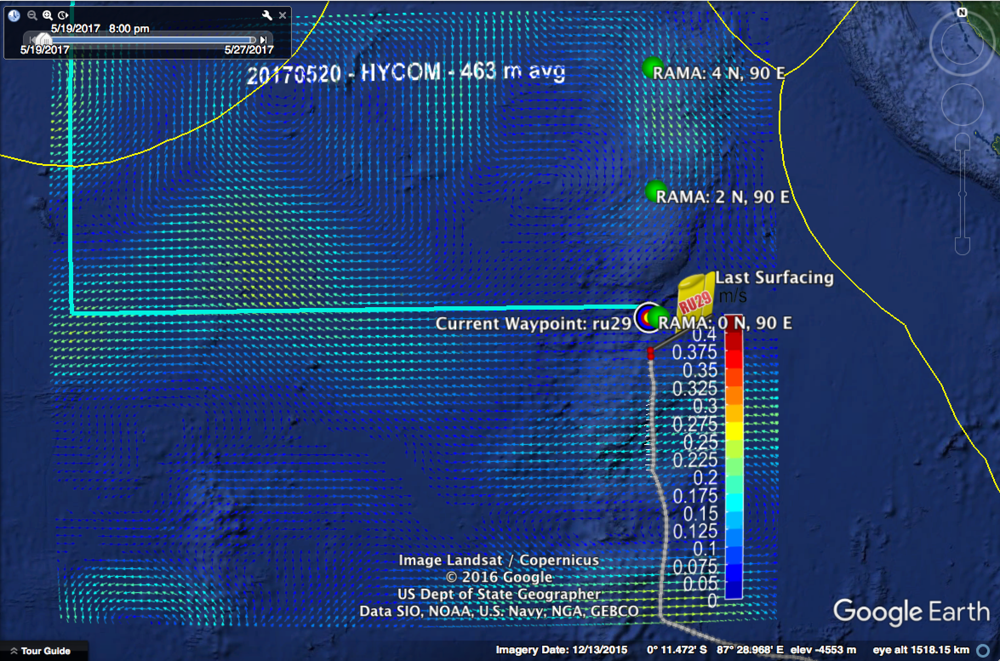 5/19/2017 8:00 pm
5/19/2017
5/27/2017
N
20170520 - HYCOM - 463 m avg
RAMA: 4 N, 90 E
RAMA: 2 N, 90 E
Last Surfacing
m/s
RU29
Current Waypoint: ru29
RAMA: 0 N, 90 E
0.4
0.375
0.35
0.325
0.3
0.275
0.25
0.225
0.2
0.175
0.15
0.125
0.1
0.075
0.05
0
Image Landsat / Copernicus
© 2016 Google
US Dept of State Geographer
Data SIO, NOAA, U.S. Navy, NGA, GEBCO
Google Earth
Tour Guide
Imagery Date: 12/13/2015 0° 11.472' S 87° 28.968' E elev -4553 m eye alt 1518.15 km